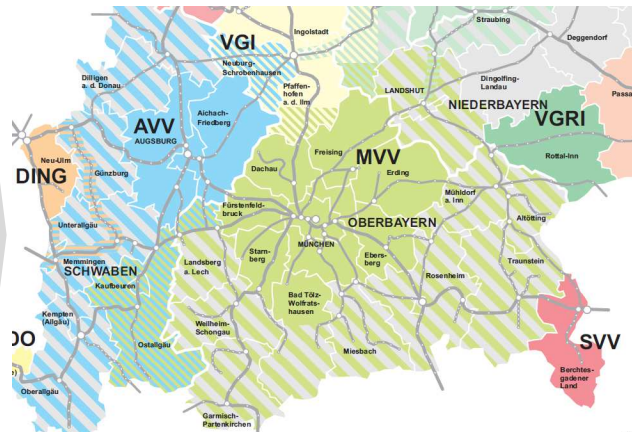 Straubing
Ingolstadt
Deggendorf
VGI
Neuburg-
Schrobenhausen
Dilligen
a. d. Donau
Pfaffen-
hofen
a. d. Ilm
LANDSHUT
Dingolfing-
Landau
Passa
NIEDERBAYERN
VGRI
AVV
AUGSBURG
Aichach-
Friedberg
Freising
MVV
Rottal-Inn
Neu-Ulm
DING
Günzburg
Dachau
Erding
Mühldorf
a. Inn
Fürstenfeld-
bruck
OBERBAYERN
Altötting
Unterallgäu
MÜNCHEN
Memmingen
SCHWABEN
Landsberg
a. Lech
Starn-
berg
Ebers-
berg
Traunstein
Kaufbeuren
Rosenheim
Bad Tölz-
Wolfrats-
hausen
Kempten
(Allgäu)
Weilheim-
Schongau
OO
SVV
Ostallgäu
Miesbach
e)
Oberallgäu
Berchtes-
gadener
Land
Garmisch-
Partenkirchen